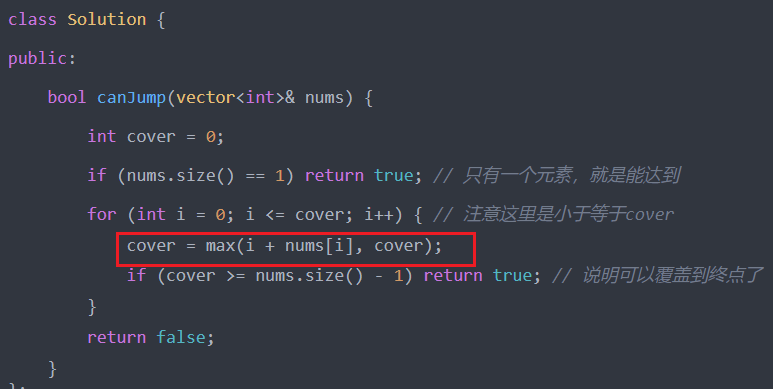 class Solution {
public:
    bool canJump(vector<int>& nums) {
        int cover = 0;
        if (nums.size() == 1) return true; // 只有一个元素，就是能达到
        for (int i = 0; i <= cover; i++) { // 注意这里是小于等于cover
            cover = max(i + nums[i], cover);
            if (cover >= nums.size() - 1) return true; // 说明可以覆盖到终点了
        }
        return false;
    }
};